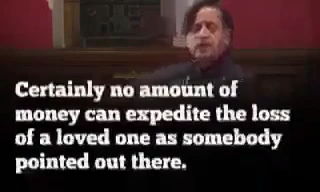 Certainly no amount of
money can expedite the loss
of a loved one as somebody
pointed out there.